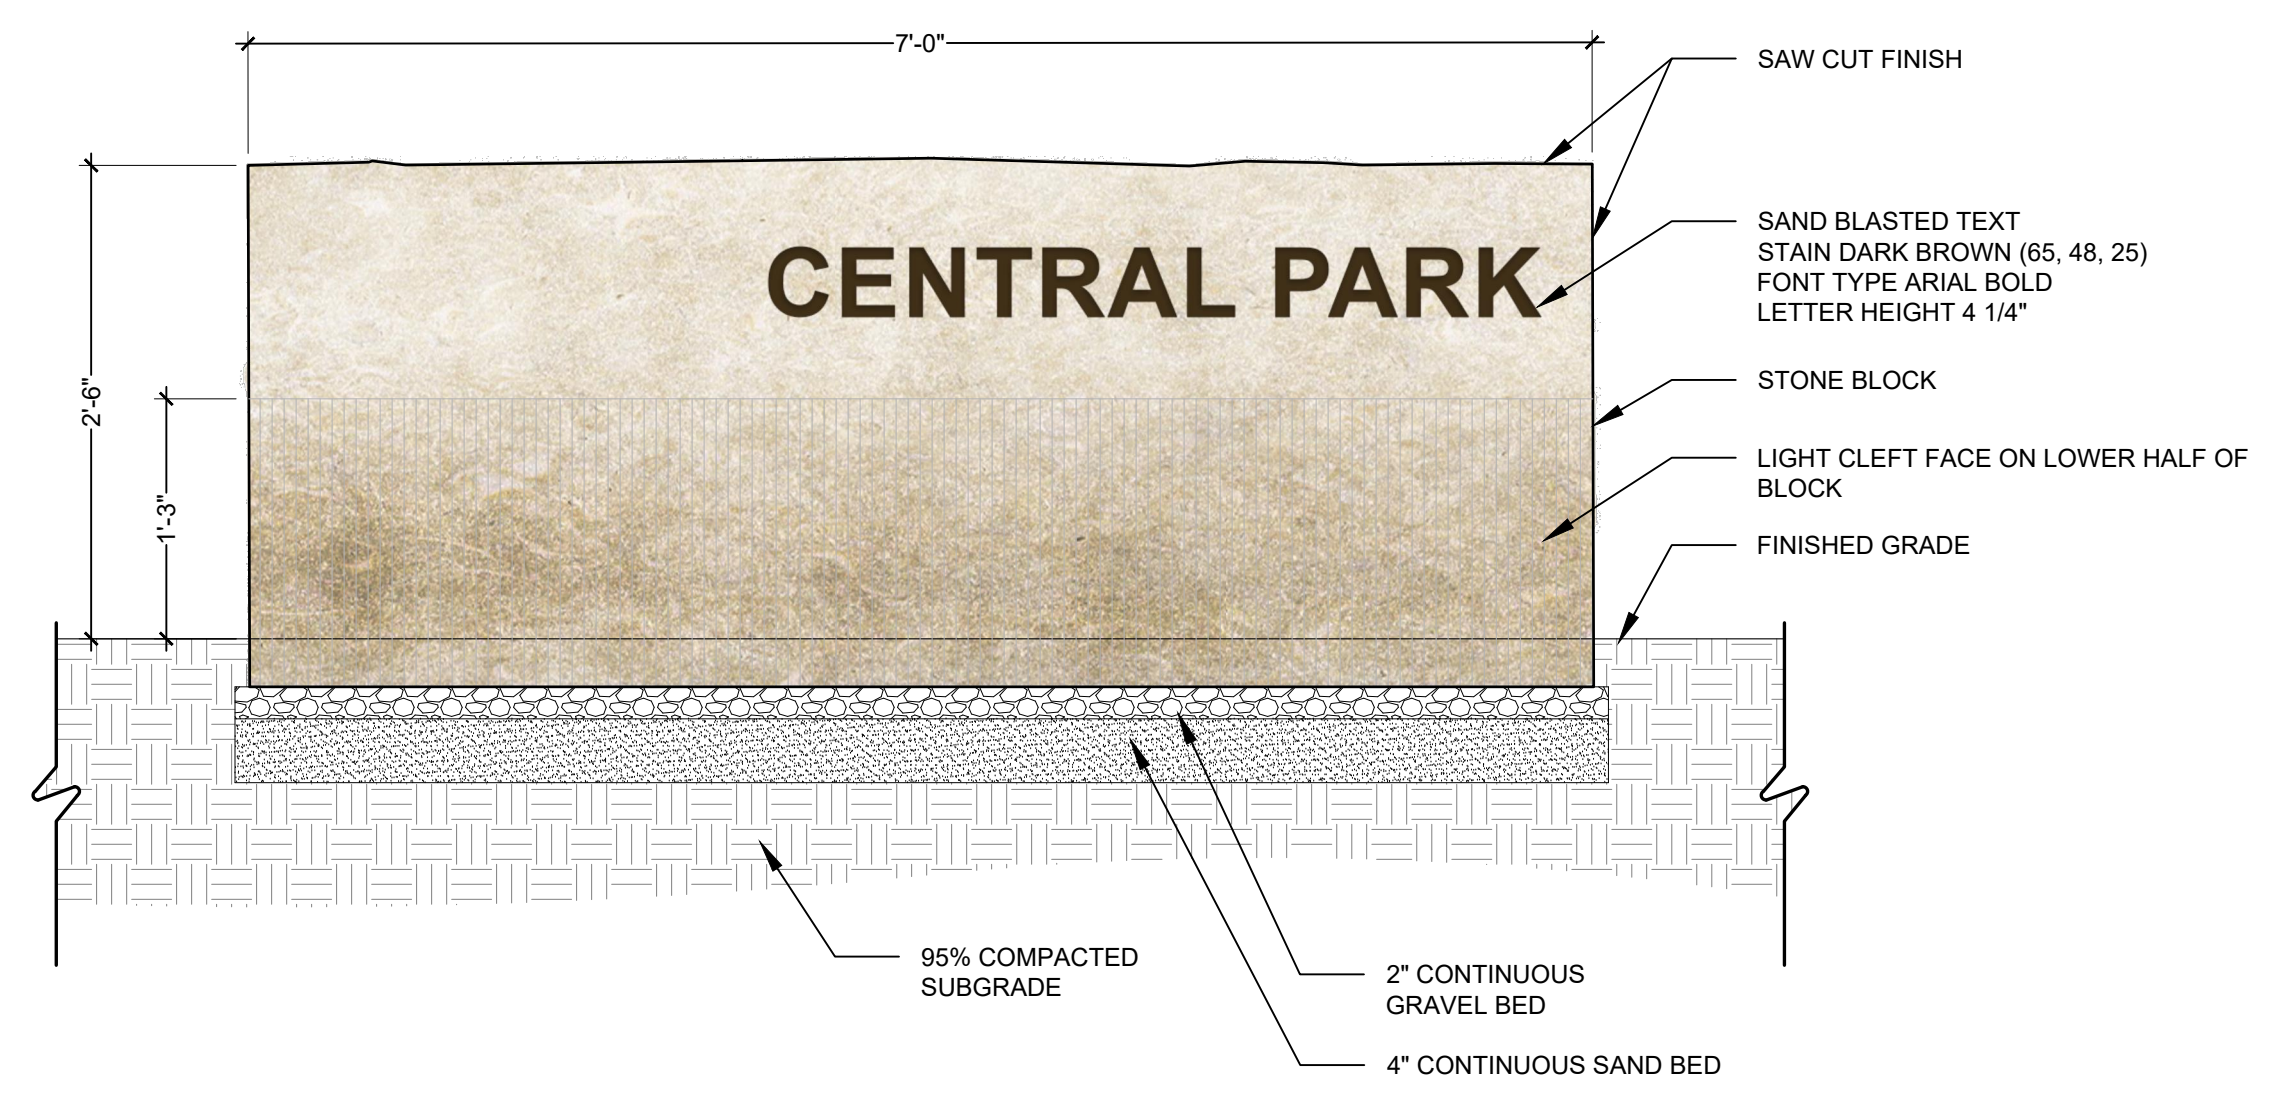 7'-0"
SAW CUT FINISH
SAND BLASTED TEXT
STAIN DARK BROWN (65, 48, 25)
FONT TYPE ARIAL BOLD
LETTER HEIGHT 4 1/4"
CENTRAL PARK
STONE BLOCK
2'-6"
1'-3"
LIGHT CLEFT FACE ON LOWER HALF OF
BLOCK
FINISHED GRADE
95% COMPACTED
SUBGRADE
2" CONTINUOUS
GRAVEL BED
4" CONTINUOUS SAND BED